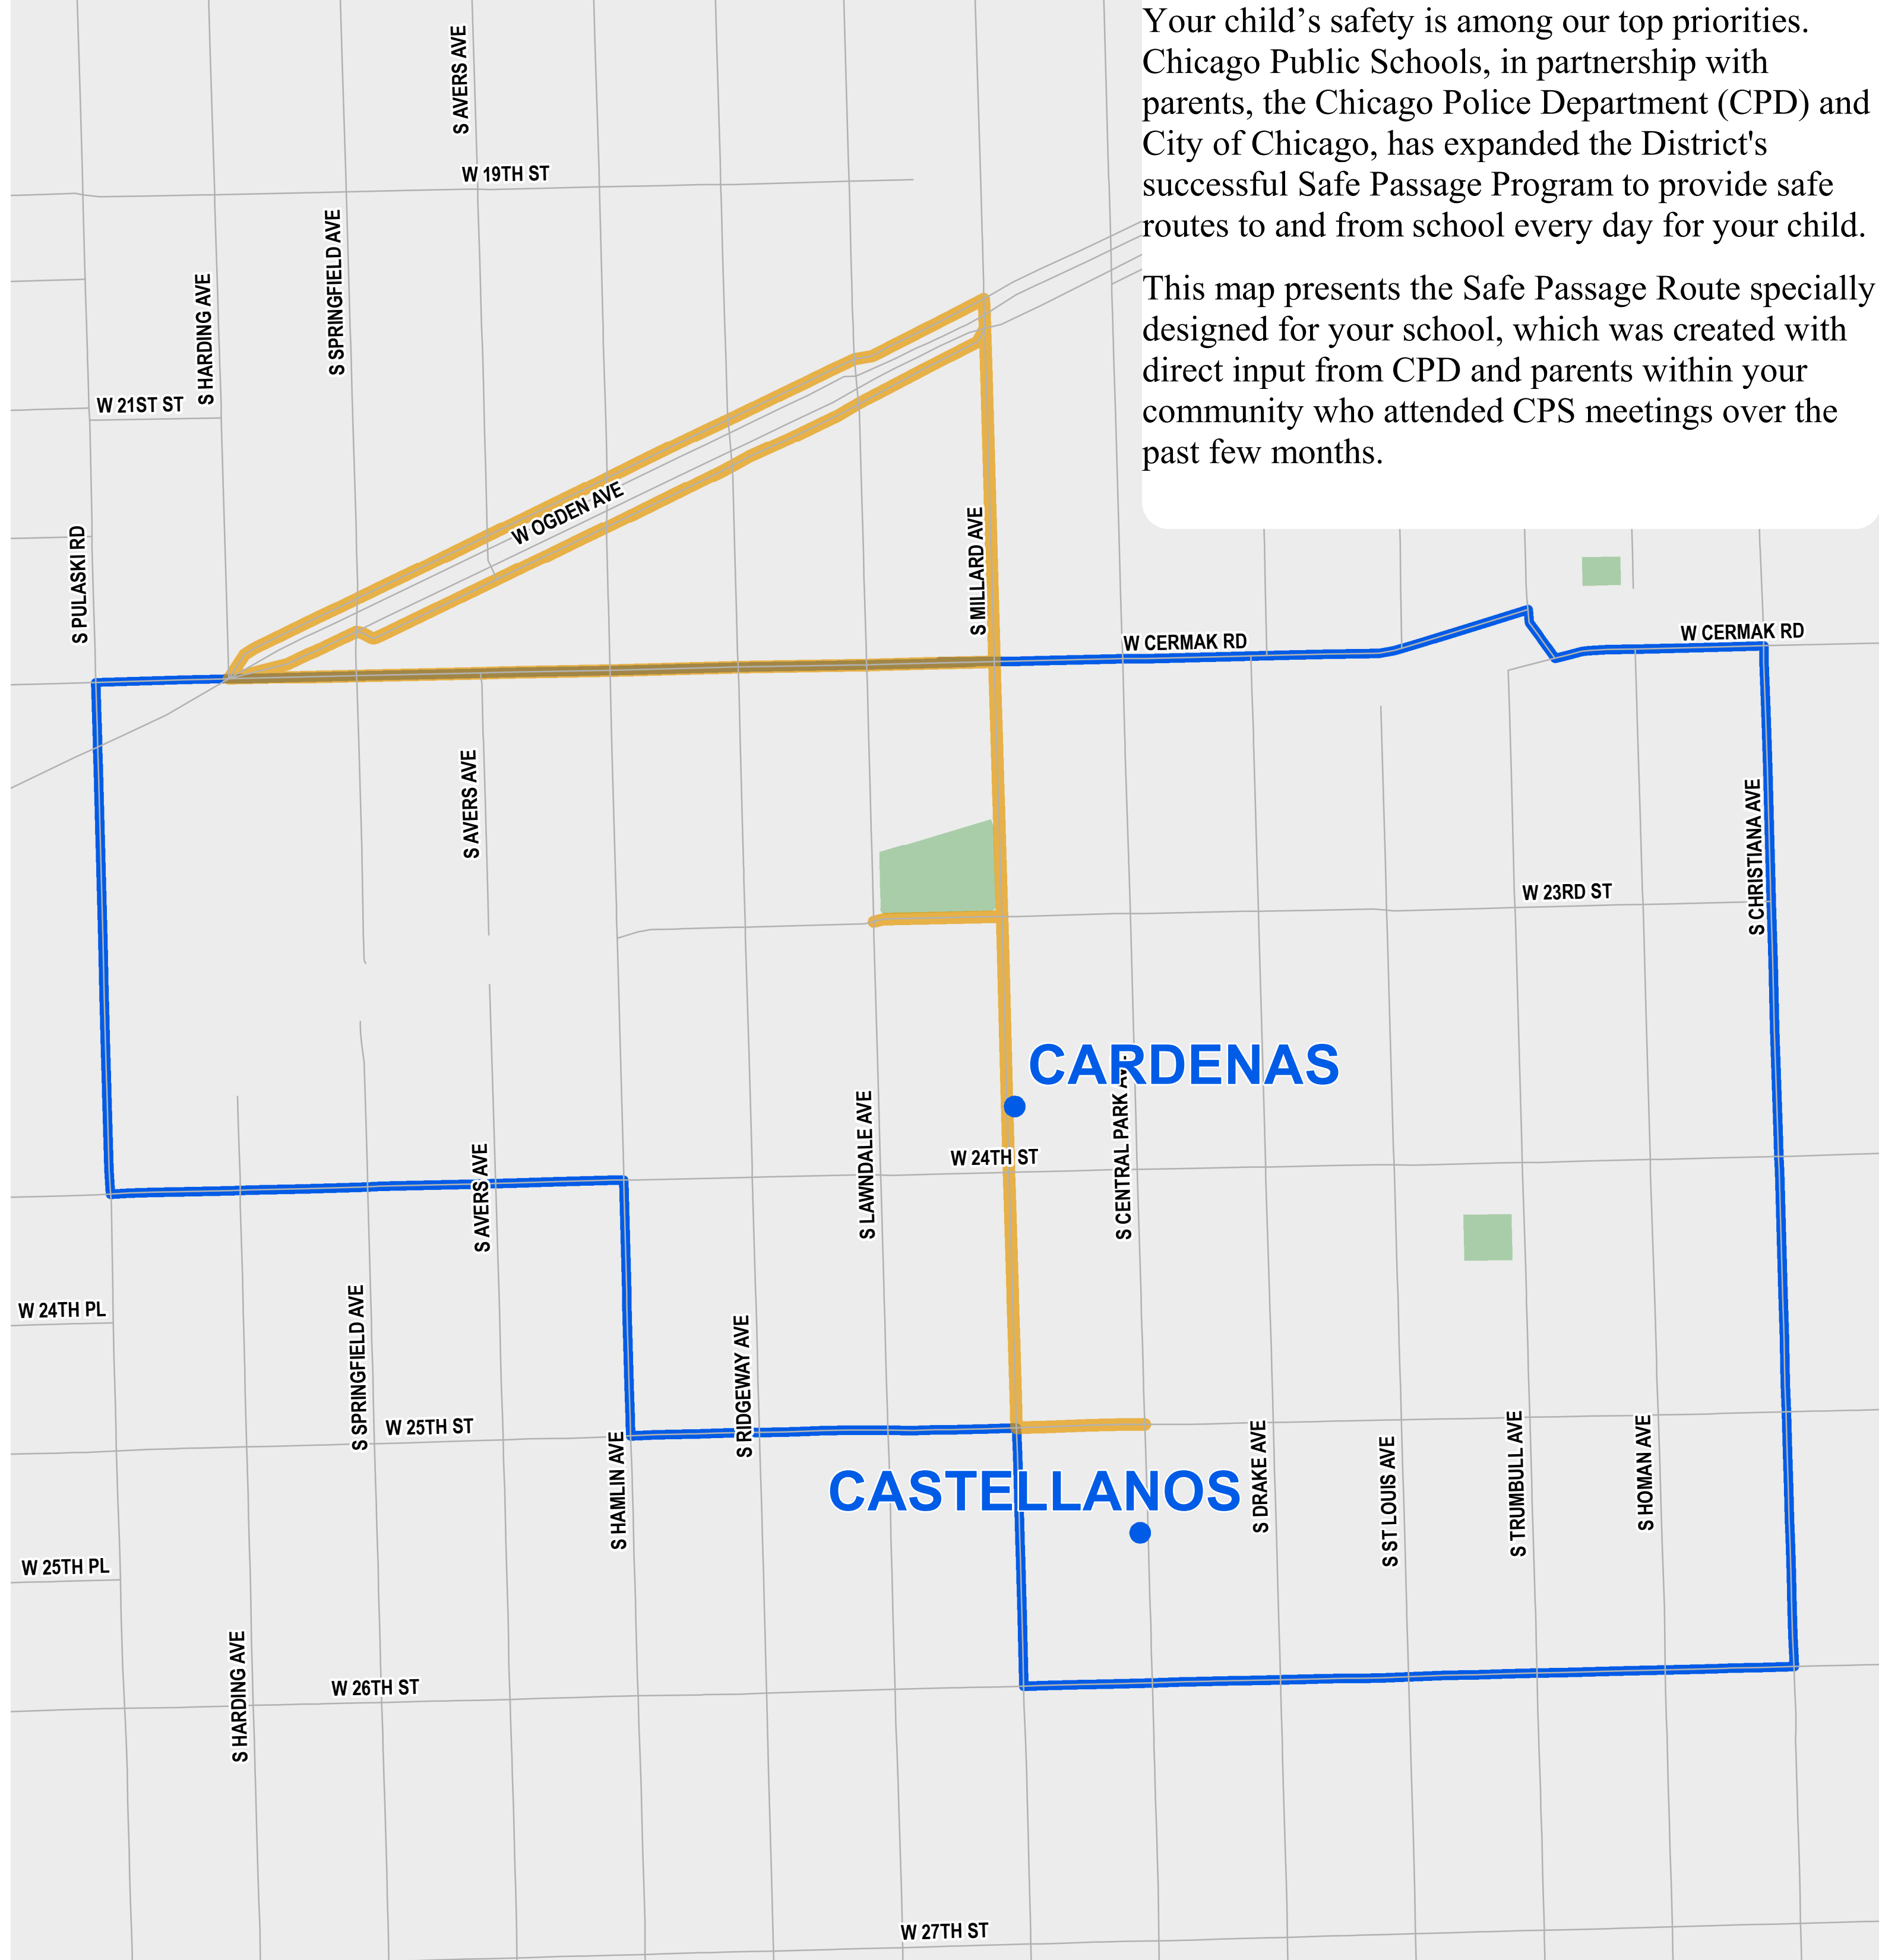 Your child’s safety is among our top priorities.
Chicago Public Schools, in partnership with
parents, the Chicago Police Department (CPD) and
City of Chicago, has expanded the District's
successful Safe Passage Program to provide safe
routes to and from school every day for your child.
This map presents the Safe Passage Route specially
designed for your school, which was created with
direct input from CPD and parents within your
community who attended CPS meetings over the
past few months.
S AVERS AVE
W 19TH ST
S SPRINGFIELD AVE
S HARDING AVE
W 21ST ST
W OGDEN AVE
S PULASKI RD
S MILLARD AVE
W CERMAK RD
W CERMAK RD
S AVERS AVE
S CHRISTIANA AVE
W 23RD ST
CARDENAS
S LAWNDALE AVE
S CENTRAL PARK AVE
W 24TH ST
S AVERS AVE
W 24TH PL
S SPRINGFIELD AVE
S RIDGEWAY AVE
W 25TH ST
S HAMLIN AVE
CASTELLANOS
S DRAKE AVE
S ST LOUIS AVE
S TRUMBULL AVE
S HOMAN AVE
W 25TH PL
S HARDING AVE
W 26TH ST
W 27TH ST